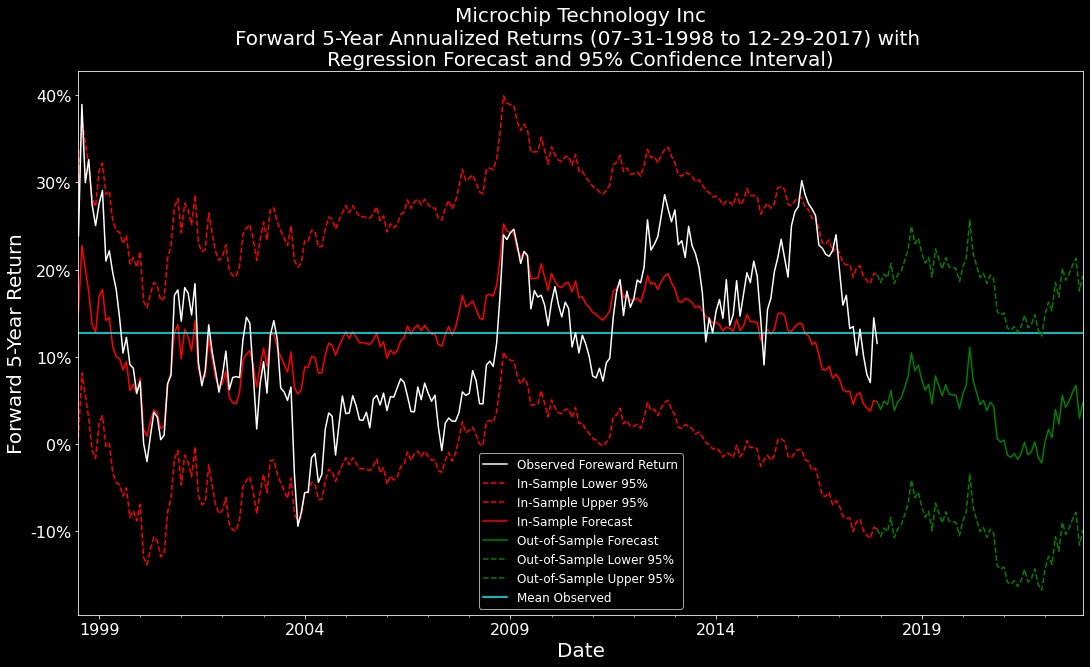 Microchip Technology Inc
Forward 5-Year Annualized Returns (07-31-1998 to 12-29-2017) with
Regression Forecast and 95% Confidence Interval)
Forward 5-Year Return
40%
30%
20%
10%
0%
-10%
Observed Foreward Return
In-Sample Lower 95%
In-Sample Upper 95%
In-Sample Forecast
Out-of-Sample Forecast
Out-of-Sample Lower 95%
Out-of-Sample Upper 95%
Mean Observed
1999 2004 2009 2014 2019
Date